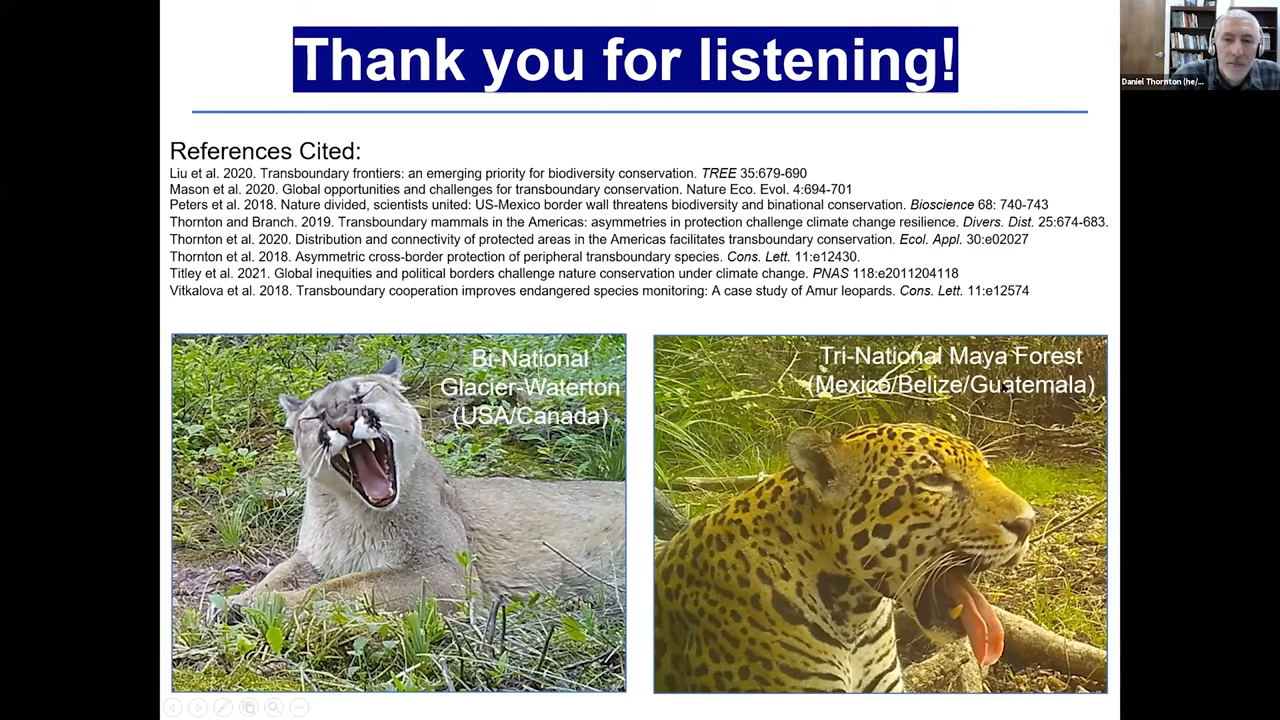 Thank you for listening!
Daniel Thornton (he/...
References Cited:
Liu et al. 2020. Transboundary frontiers: an emerging priority for biodiversity conservation. TREE 35:679-690
Mason et al. 2020. Global opportunities and challenges for transboundary conservation. Nature Eco. Evol. 4:694-701
Peters et al. 2018. Nature divided, scientists united: US-Mexico border wall threatens biodiversity and binational conservation. Bioscience 68: 740-743
Thornton and Branch. 2019. Transboundary mammals in the Americas: asymmetries in protection challenge climate change resilience. Divers. Dist. 25:674-683.
Thornton et al. 2020. Distribution and connectivity of protected areas in the Americas facilitates transboundary conservation. Ecol. Appl. 30:e02027
Thornton et al. 2018. Asymmetric cross-border protection of peripheral transboundary species. Cons. Lett. 11:e12430.
Titley et al. 2021. Global inequities and political borders challenge nature conservation under climate change. PNAS 118:e2011204118
Vitkalova et al. 2018. Transboundary cooperation improves endangered species monitoring: A case study of Amur leopards. Cons. Lett. 11:e12574
Bi-National
Glacier-Waterton
(USA/Canada)
Tri-National Maya Forest
(Mexico/Belize/Guatemala)